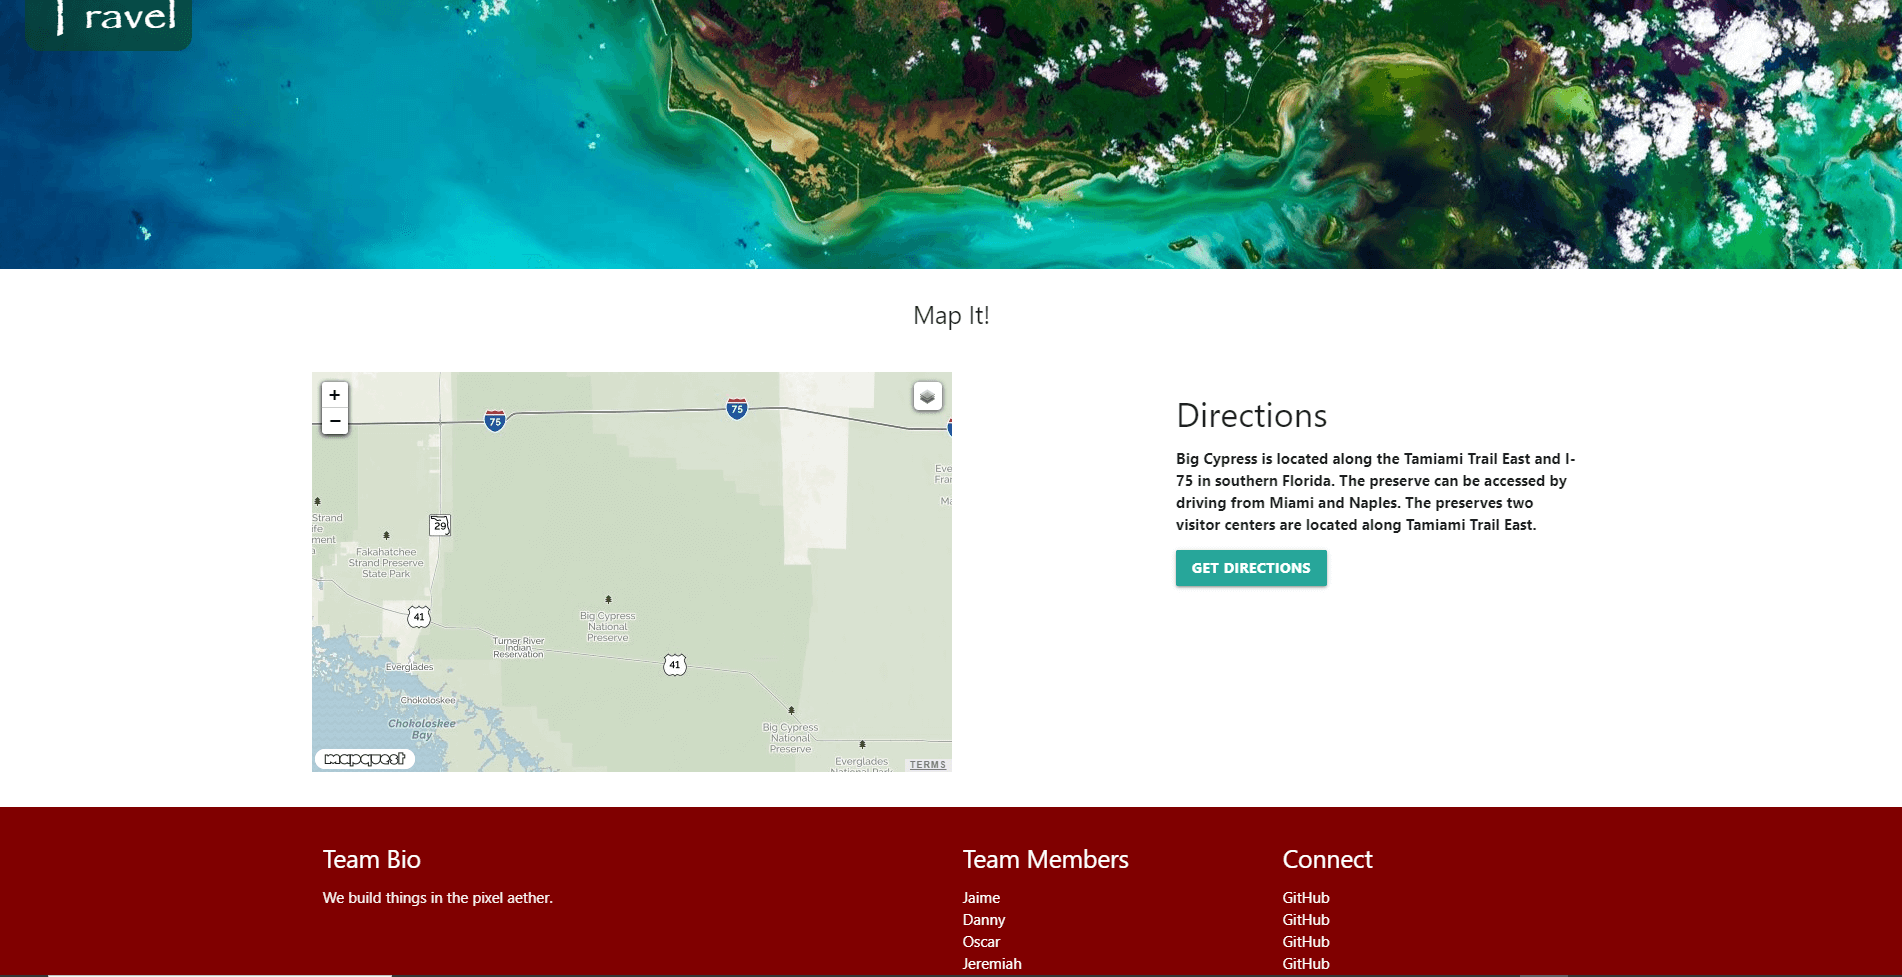 Travel
Map It!
+
−
75
75
Eve
Fran
Ma
Strand
ife
ment
a
29
Fakahatchee
Strand Preserve
State Park
41
Big Cypress
National
Preserve
Turner River
Indian
Reservation
41
Everglades
Chokoloskee
Chokoloskee
Bay
Big Cypress
National
Preserve
Everglades
National Park
mapquest
TERMS
Directions
Big Cypress is located along the Tamiami Trail East and I-
75 in southern Florida. The preserve can be accessed by
driving from Miami and Naples. The preserves two
visitor centers are located along Tamiami Trail East.
GET DIRECTIONS
Team Bio
We build things in the pixel aether.
Team Members
Jaime
Danny
Oscar
Jeremiah
Connect
GitHub
GitHub
GitHub
GitHub